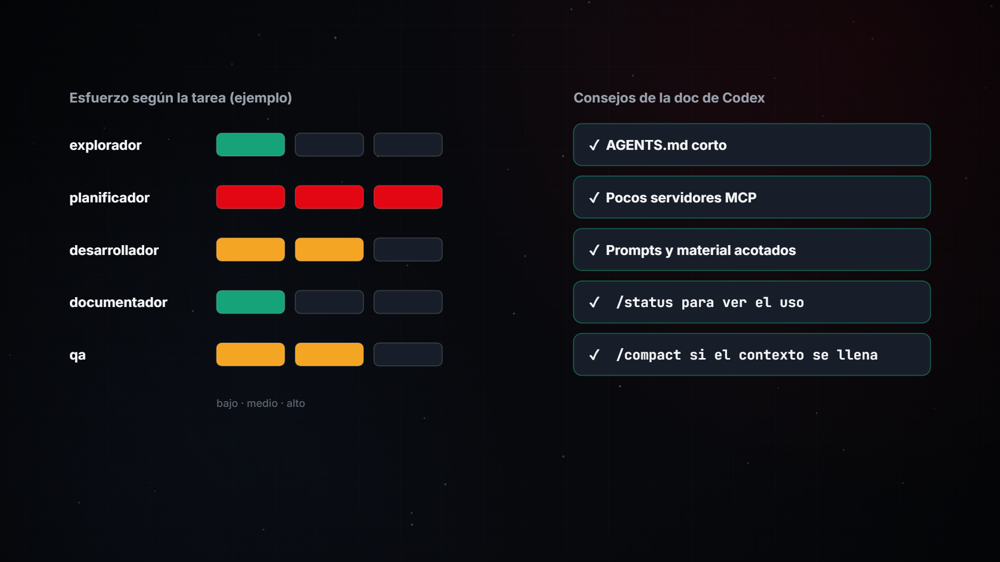 Esfuerzo según la tarea (ejemplo)
explorador
planificador
desarrollador
documentador
qa
bajo · medio · alto
Consejos de la doc de Codex
✓ AGENTS.md corto
✓ Pocos servidores MCP
✓ Prompts y material acotados
✓ /status para ver el uso
✓ /compact si el contexto se llena